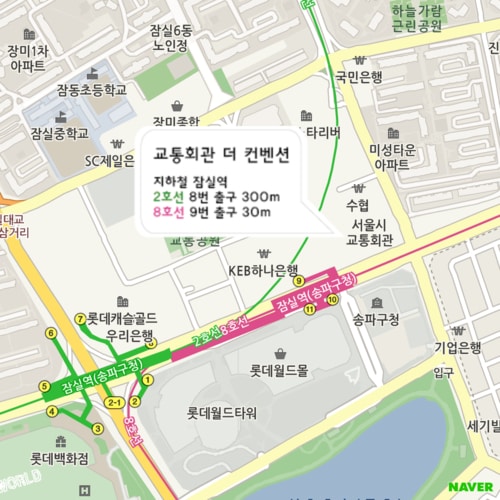 하늘가람
근린공원
장미1차
아파트
잠실6동
노인정
잠동초등학교
국민은행
잠실중학교
장미종합
타리버
미성타운
아파트
SC제일은행
교통회관 더 컨벤션
지하철 잠실역
2호선 8번 출구 300m
8호선 9번 출구 30m
수협
서울시
교통회관
삼거리
교통공원
KEB하나은행
9
잠실역(송파구청)
10
11
송파구청
롯데캐슬골드
우리은행
2호선
8호선
기업은행
입구
7
6
8
5
잠실역(송파구청)
1
롯데월드몰
4
2-1
2
3
8호선
롯데월드타워
롯데백화점
세기빌
WORLD
NAVER